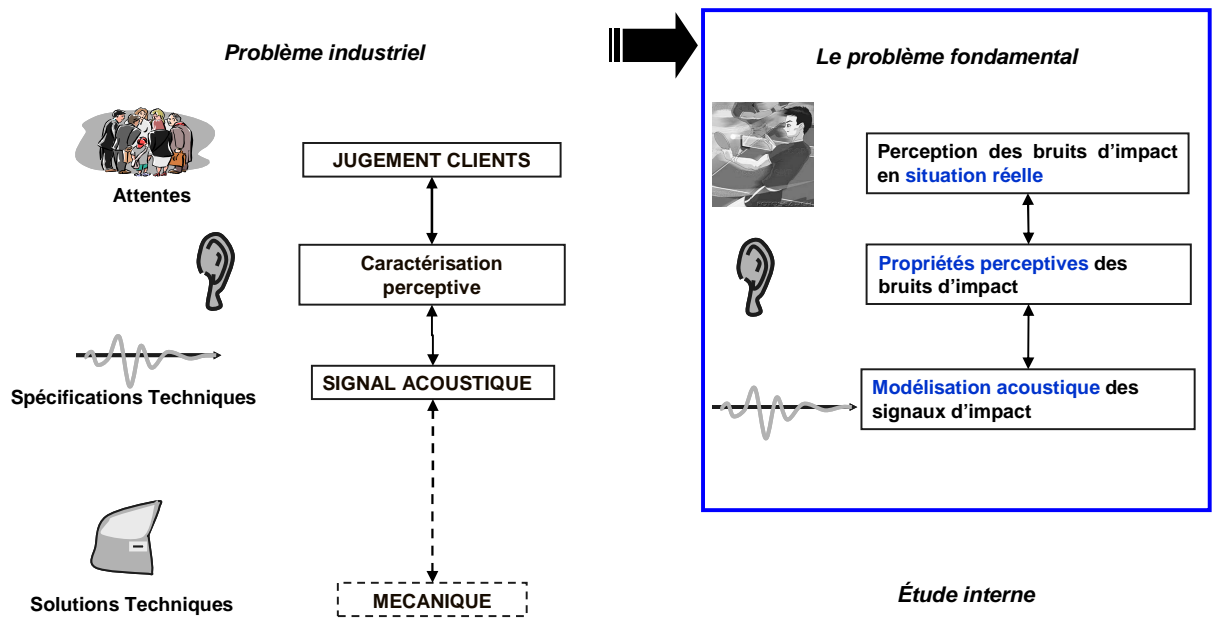 Problème industriel
Le problème fondamental
JUGEMENT CLIENTS
Attentes
Caractérisation
perceptive
SIGNAL ACOUSTIQUE
Spécifications Techniques
MECANIQUE
Solutions Techniques
Perception des bruits d'impact
en situation réelle
Propriétés perceptives des
bruits d'impact
Modélisation acoustique des
signaux d'impact
Étude interne